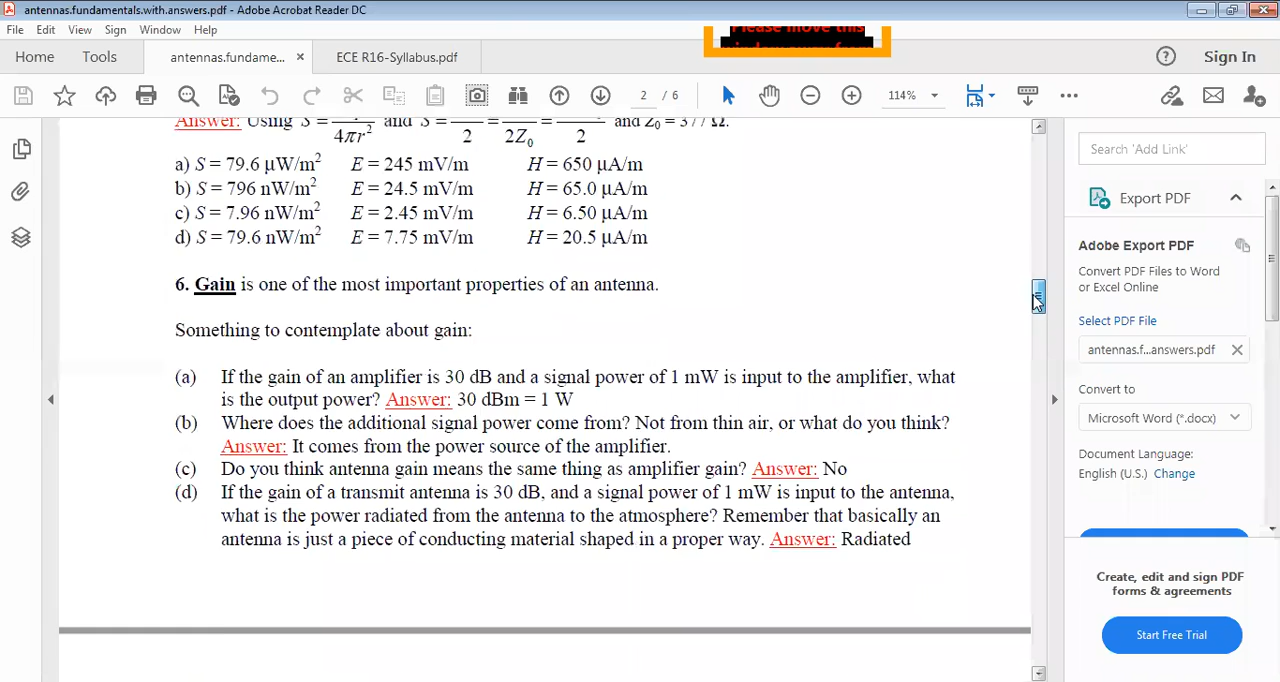 antennas.fundamentals.with.answers.pdf - Adobe Acrobat Reader DC
File Edit View Sign Window Help
Please move this
window away from
Home Tools antennas.fundame... × ECE R16-Syllabus.pdf Sign In
2 / 6 114%
Answer: Using S = 4πr² and S = 2 = 2Z₀ = 2 and Z₀ = 377 Ω.
a) S = 79.6 μW/m² E = 245 mV/m H = 650 μA/m
b) S = 796 nW/m² E = 24.5 mV/m H = 65.0 μA/m
c) S = 7.96 nW/m² E = 2.45 mV/m H = 6.50 μA/m
d) S = 79.6 nW/m² E = 7.75 mV/m H = 20.5 μA/m
6. Gain is one of the most important properties of an antenna.
Something to contemplate about gain:
(a) If the gain of an amplifier is 30 dB and a signal power of 1 mW is input to the amplifier, what
is the output power? Answer: 30 dBm = 1 W
(b) Where does the additional signal power come from? Not from thin air, or what do you think?
Answer: It comes from the power source of the amplifier.
(c) Do you think antenna gain means the same thing as amplifier gain? Answer: No
(d) If the gain of a transmit antenna is 30 dB, and a signal power of 1 mW is input to the antenna,
what is the power radiated from the antenna to the atmosphere? Remember that basically an
antenna is just a piece of conducting material shaped in a proper way. Answer: Radiated
Search 'Add Link'
Export PDF
Adobe Export PDF
Convert PDF Files to Word
or Excel Online
Select PDF File
antennas.f...answers.pdf ×
Convert to
Microsoft Word (*.docx)
Document Language:
English (U.S.) Change
Create, edit and sign PDF
forms & agreements
Start Free Trial